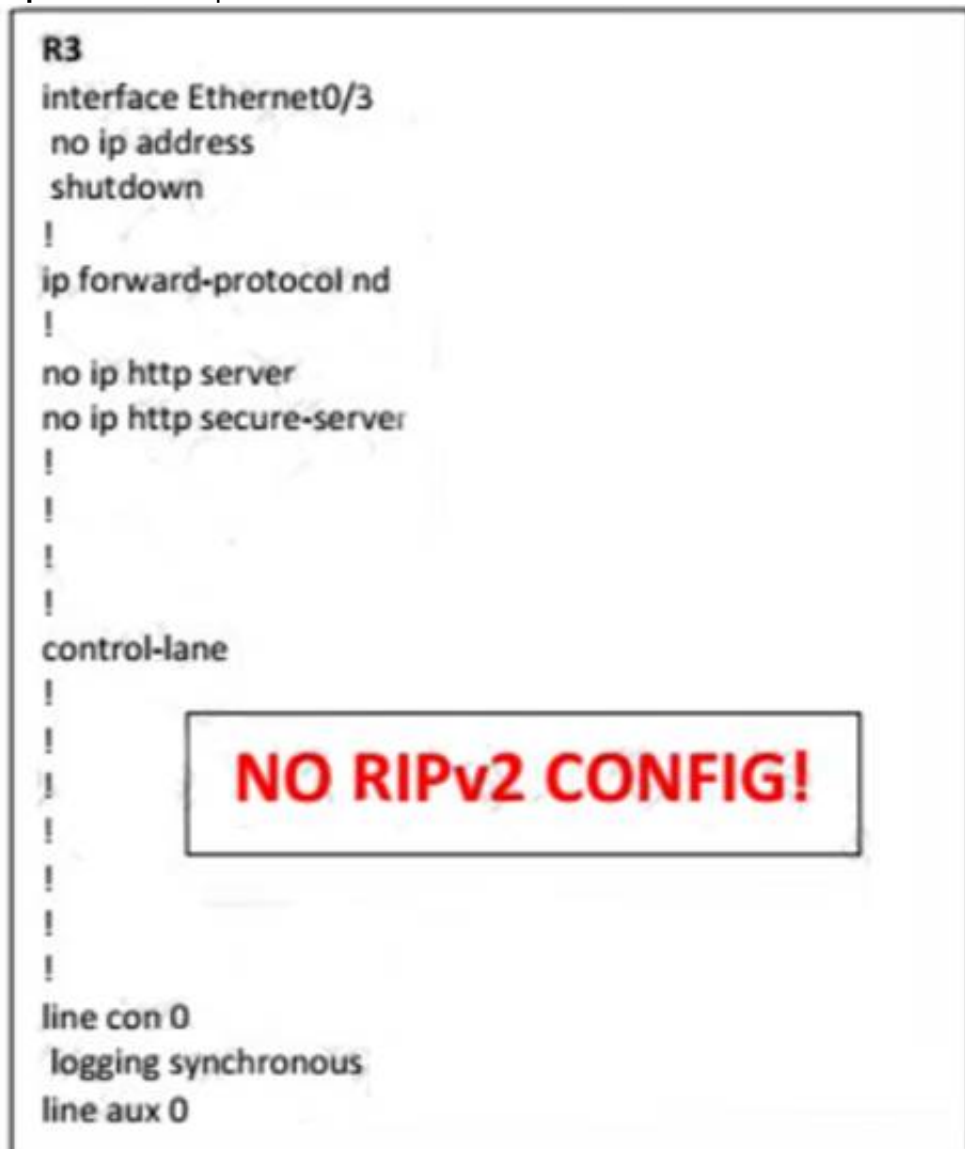 R3
interface Ethernet0/3
no ip address
shutdown
!
ip forward-protocol nd
!
no ip http server
no ip http secure-server
!
!
!
!
control-lane
!
!
!
!
!
!
!
NO RIPv2 CONFIG!
line con 0
logging synchronous
line aux 0